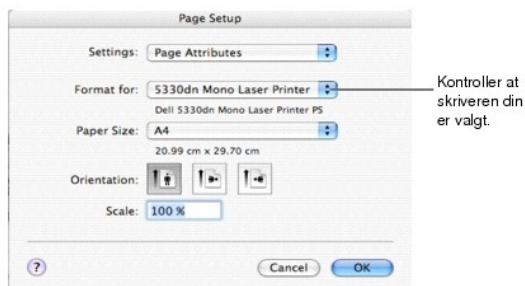 Page Setup
Settings: Page Attributes
Format for: 5330dn Mono Laser Printer
Dell 5330dn Mono Laser Printer PS
Paper Size: A4
20.99 cm x 29.70 cm
Orientation:
Scale: 100 %
? Cancel OK
Kontroller at
skriveren din
er valgt.